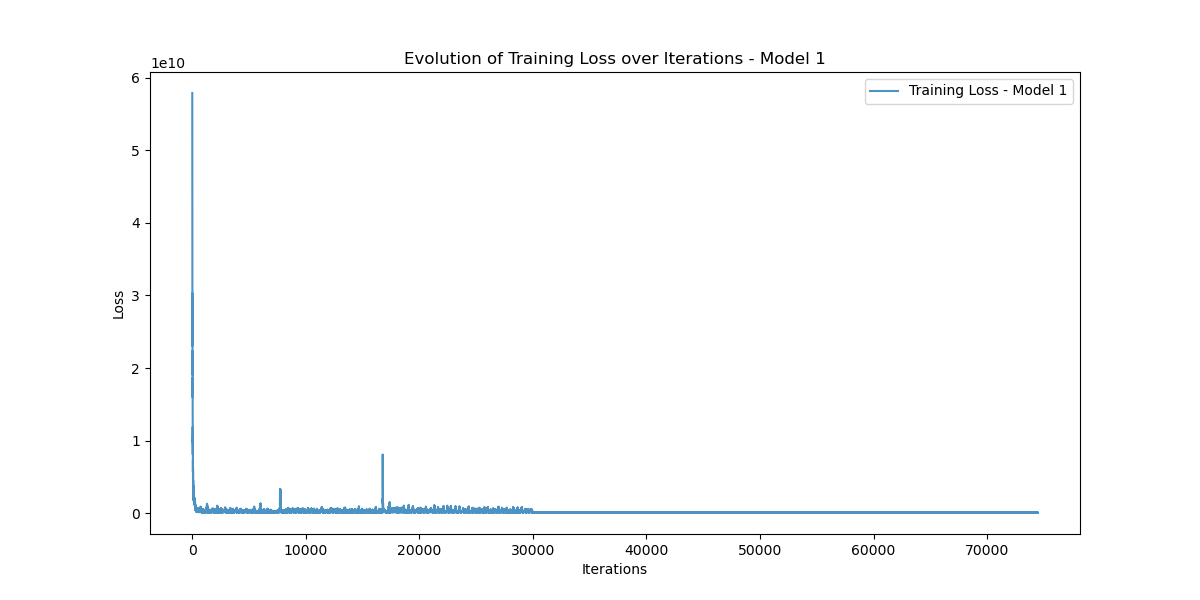 Evolution of Training Loss over Iterations - Model 1
1e10
Training Loss - Model 1
6
5
4
3
2
1
0
Loss
0 10000 20000 30000 40000 50000 60000 70000
Iterations